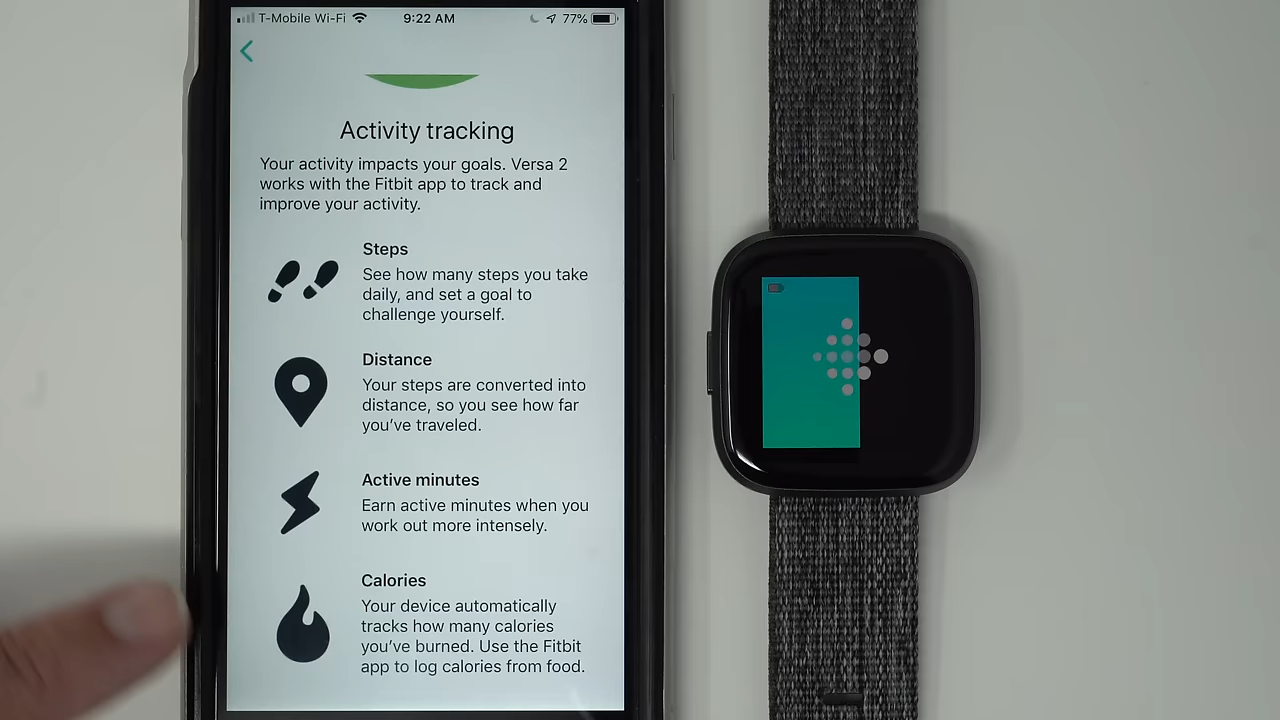 T-Mobile Wi-Fi 9:22 AM 77%
Activity tracking
Your activity impacts your goals. Versa 2
works with the Fitbit app to track and
improve your activity.
Steps
See how many steps you take
daily, and set a goal to
challenge yourself.
Distance
Your steps are converted into
distance, so you see how far
you’ve traveled.
Active minutes
Earn active minutes when you
work out more intensely.
Calories
Your device automatically
tracks how many calories
you’ve burned. Use the Fitbit
app to log calories from food.